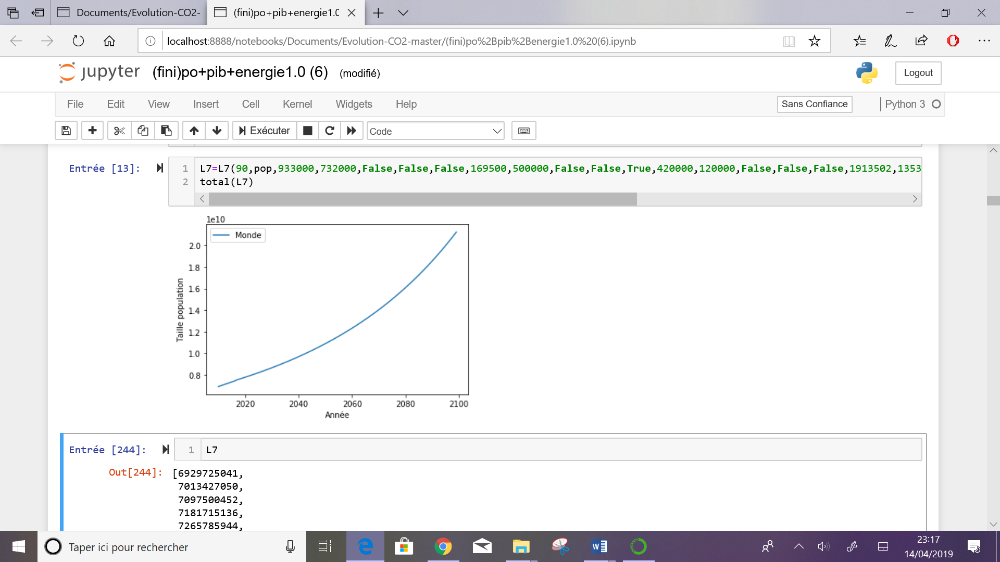 Documents/Evolution-CO2-
(fini)po+pib+energie1.0
localhost:8888/notebooks/Documents/Evolution-CO2-master/(fini)po%2Bpib%2Benergie1.0%20(6).ipynb
jupyter (fini)po+pib+energie1.0 (6) (modifié)
Logout
File Edit View Insert Cell Kernel Widgets Help
Sans Confiance
Python 3
Exécuter
Code
Entrée [13]:
1 L7=L7(90,pop,933000,732000,False,False,False,169500,500000,False,False,True,420000,120000,False,False,False,1913502,1353
2 total(L7)
1e10
Monde
2.0
1.8
1.6
1.4
1.2
1.0
0.8
Taille population
2020 2040 2060 2080 2100
Année
Entrée [244]:
1 L7
Out[244]: [6929725041,
7013427050,
7097500452,
7181715136,
7265785944,
Taper ici pour rechercher
23:17
14/04/2019